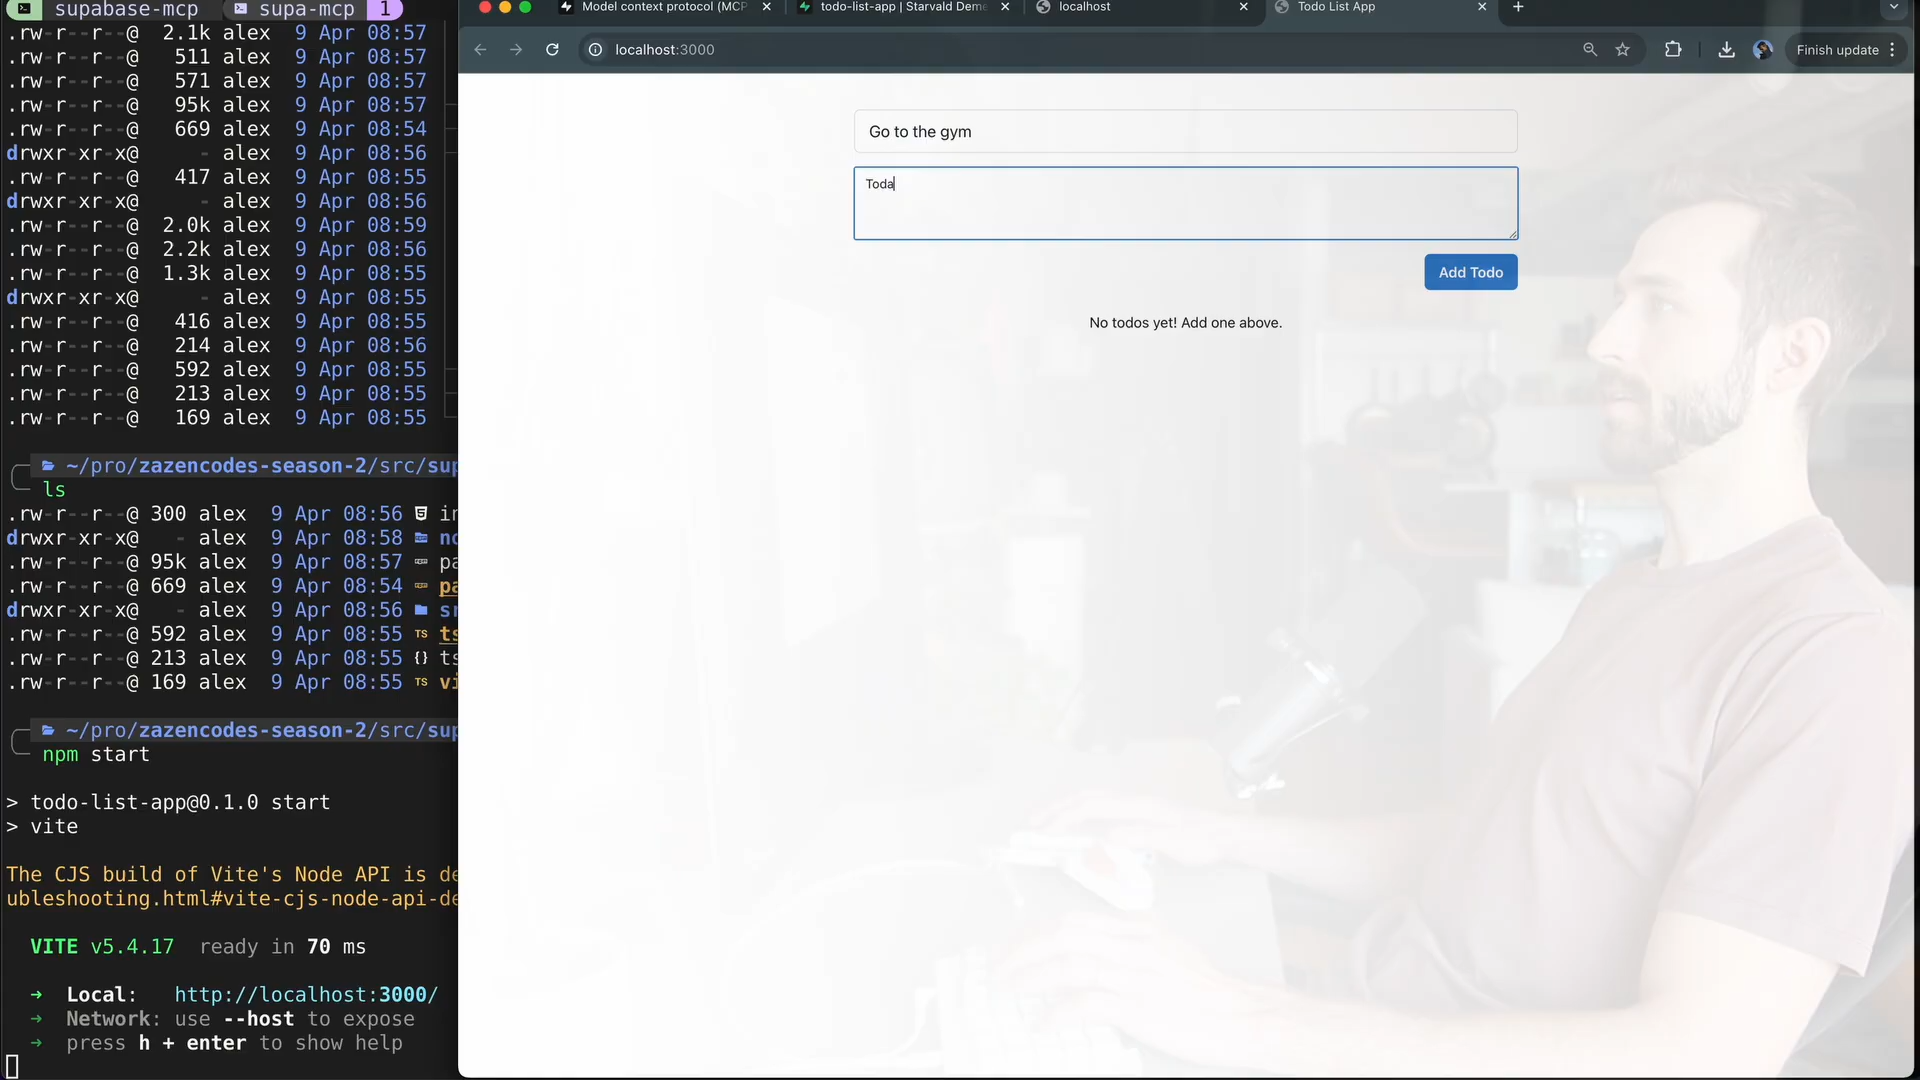 supabase-mcp supa-mcp 1
.rw-r--r--@ 2.1k alex 9 Apr 08:57
.rw-r--r--@ 511 alex 9 Apr 08:57
.rw-r--r--@ 571 alex 9 Apr 08:57
.rw-r--r--@ 95k alex 9 Apr 08:57
.rw-r--r--@ 669 alex 9 Apr 08:54
drwxr-xr-x@ - alex 9 Apr 08:56
.rw-r--r--@ 417 alex 9 Apr 08:55
drwxr-xr-x@ - alex 9 Apr 08:56
.rw-r--r--@ 2.0k alex 9 Apr 08:59
.rw-r--r--@ 2.2k alex 9 Apr 08:56
.rw-r--r--@ 1.3k alex 9 Apr 08:55
drwxr-xr-x@ - alex 9 Apr 08:55
.rw-r--r--@ 416 alex 9 Apr 08:55
.rw-r--r--@ 214 alex 9 Apr 08:56
.rw-r--r--@ 592 alex 9 Apr 08:55
.rw-r--r--@ 213 alex 9 Apr 08:55
.rw-r--r--@ 169 alex 9 Apr 08:55
~/pro/zazencodes-season-2/src/sup
ls
.rw-r--r--@ 300 alex 9 Apr 08:56 in
drwxr-xr-x@ - alex 9 Apr 08:58 no
.rw-r--r--@ 95k alex 9 Apr 08:57 pa
.rw-r--r--@ 669 alex 9 Apr 08:54 pa
drwxr-xr-x@ - alex 9 Apr 08:56 sr
.rw-r--r--@ 592 alex 9 Apr 08:55 TS ts
.rw-r--r--@ 213 alex 9 Apr 08:55 {} ts
.rw-r--r--@ 169 alex 9 Apr 08:55 TS vi
~/pro/zazencodes-season-2/src/sup
npm start
> todo-list-app@0.1.0 start
> vite
The CJS build of Vite's Node API is de
ubleshooting.html#vite-cjs-node-api-de
VITE v5.4.17 ready in 70 ms
➜ Local: http://localhost:3000/
➜ Network: use --host to expose
➜ press h + enter to show help
Model context protocol (MCP
todo-list-app | Starvald Deme
localhost
Todo List App
localhost:3000
Finish update
Go to the gym
Toda
Add Todo
No todos yet! Add one above.